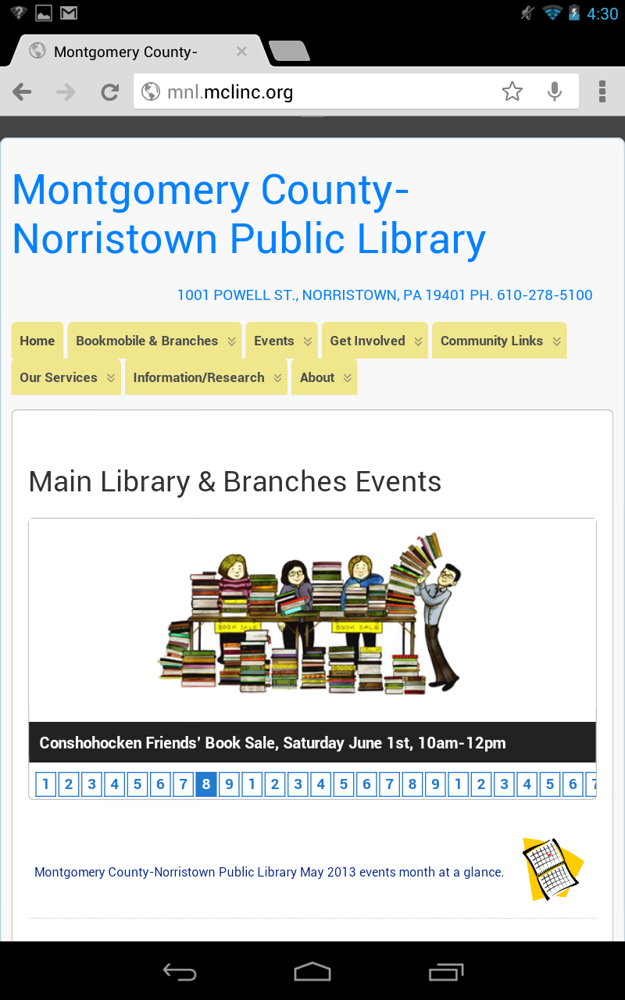 4:30
Montgomery County-
mnl.mclinc.org
Montgomery County-
Norristown Public Library
1001 POWELL ST., NORRISTOWN, PA 19401 PH. 610-278-5100
Home Bookmobile & Branches Events Get Involved Community Links
Our Services Information/Research About
Main Library & Branches Events
BOOK SALE BOOK SALE
Conshohocken Friends' Book Sale, Saturday June 1st, 10am-12pm
1 2 3 4 5 6 7 8 9 1 2 3 4 5 6 7 8 9 1 2 3 4 5 6 7
Montgomery County-Norristown Public Library May 2013 events month at a glance.